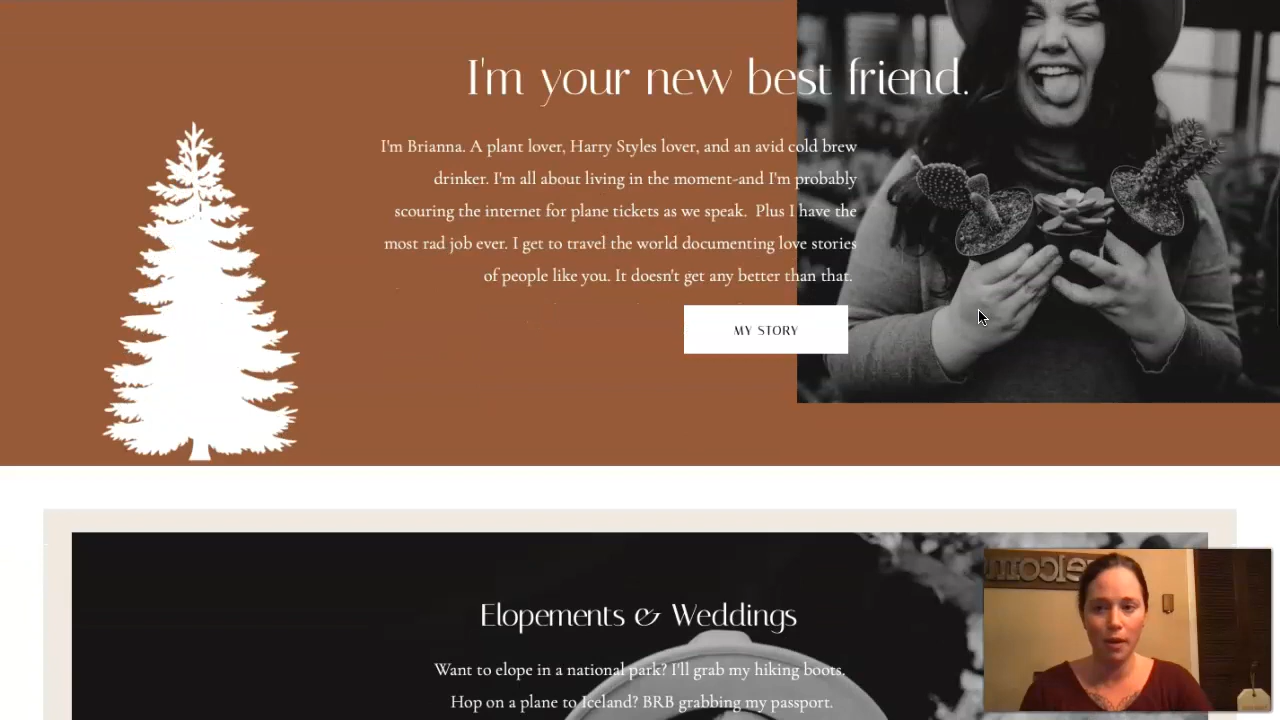 I'm your new best friend.
I'm Brianna. A plant lover, Harry Styles lover, and an avid cold brew
drinker. I'm all about living in the moment-and I'm probably
scouring the internet for plane tickets as we speak.  Plus I have the
most rad job ever. I get to travel the world documenting love stories
of people like you. It doesn't get any better than that.
MY STORY
Elopements & Weddings
Want to elope in a national park? I'll grab my hiking boots.
Hop on a plane to Iceland? BRB grabbing my passport.
welcome